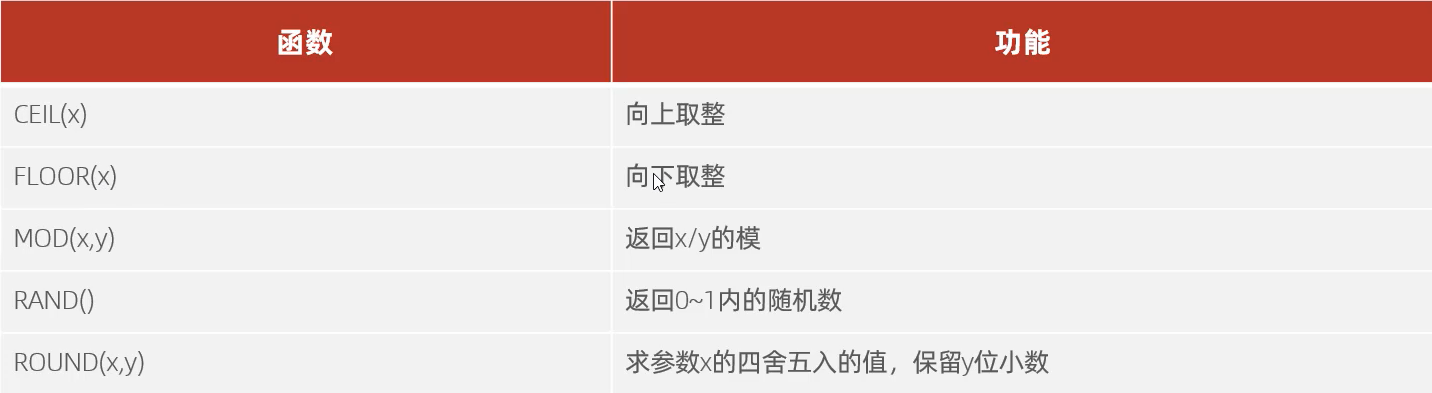 函数 功能
CEIL(x) 向上取整
FLOOR(x) 向下取整
MOD(x,y) 返回x/y的模
RAND() 返回0~1内的随机数
ROUND(x,y) 求参数x的四舍五入的值，保留y位小数